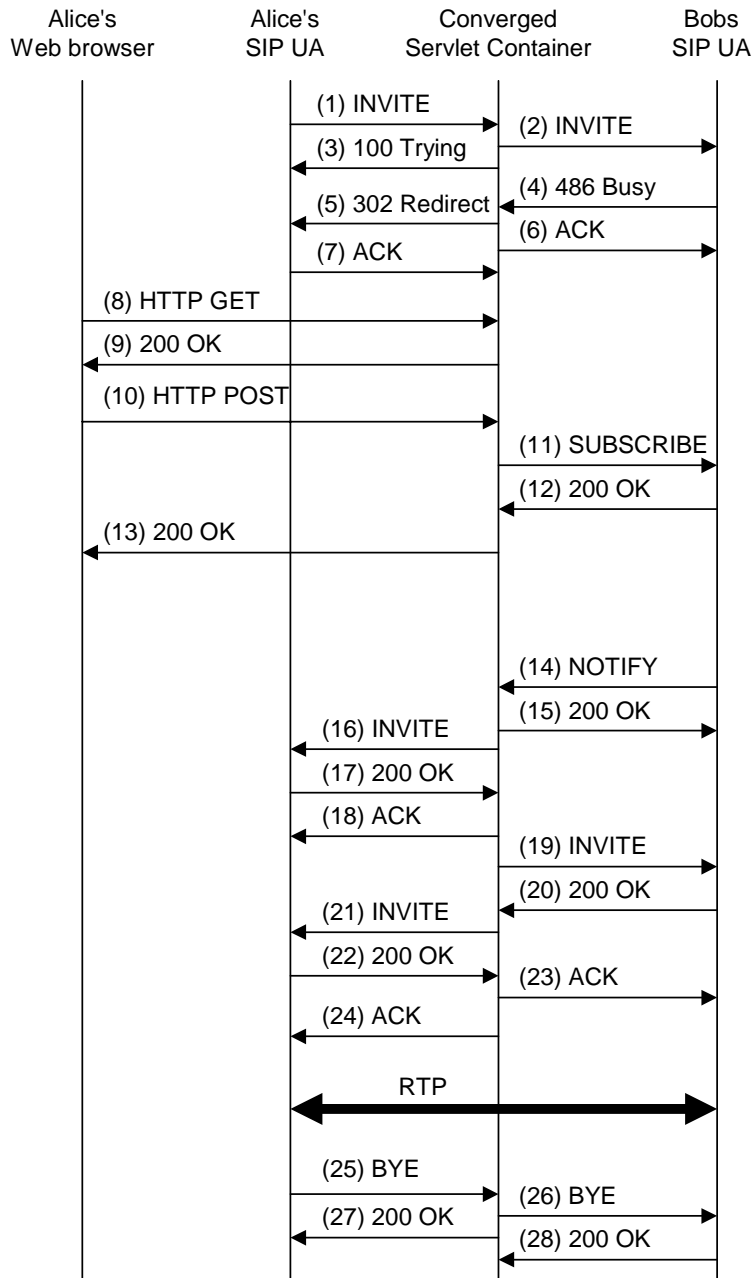 Alice's
Web browser
Alice's
SIP UA
Converged
Servlet Container
Bobs
SIP UA
(1) INVITE
(2) INVITE
(3) 100 Trying
(4) 486 Busy
(5) 302 Redirect
(6) ACK
(7) ACK
(8) HTTP GET
(9) 200 OK
(10) HTTP POST
(11) SUBSCRIBE
(12) 200 OK
(13) 200 OK
(14) NOTIFY
(15) 200 OK
(16) INVITE
(17) 200 OK
(18) ACK
(19) INVITE
(20) 200 OK
(21) INVITE
(22) 200 OK
(23) ACK
(24) ACK
RTP
(25) BYE
(26) BYE
(27) 200 OK
(28) 200 OK